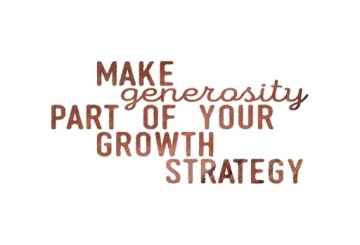 MAKE
generosity
PART OF YOUR
GROWTH
STRATEGY